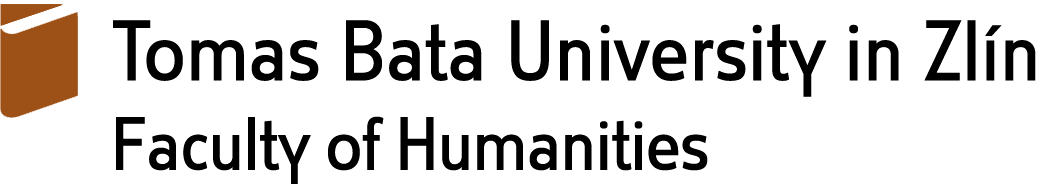 Tomas Bata University in Zlín
Faculty of Humanities